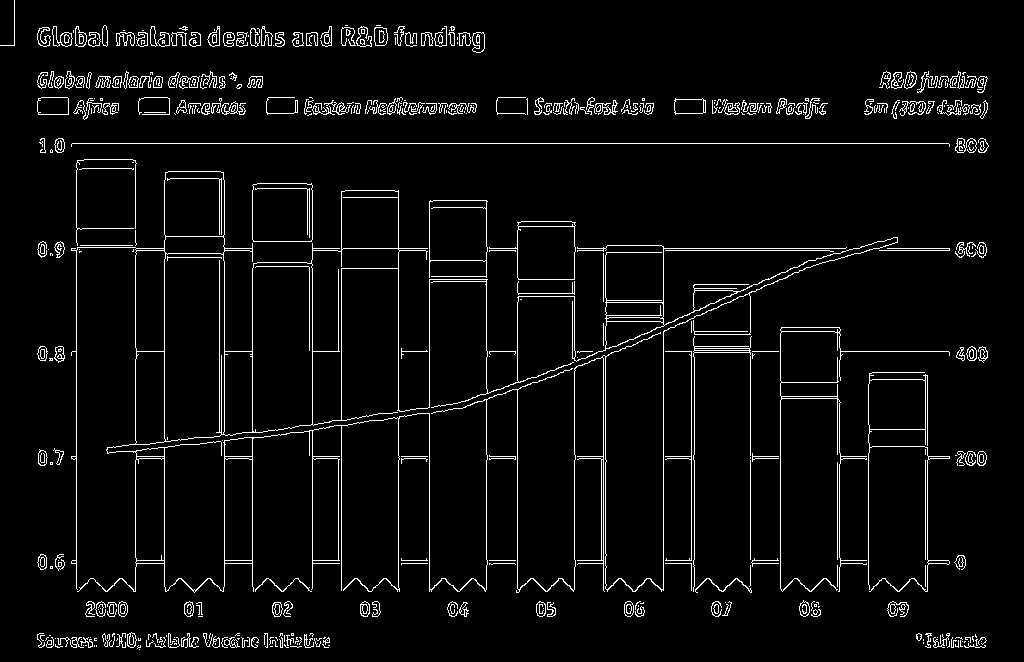 Global malaria deaths and R&D funding
Global malaria deaths*, m
R&D funding
Africa Americas Eastern Mediterranean South-East Asia Western Pacific $m (2007 dollars)
1.0 800
0.9 600
0.8 400
0.7 200
0.6 0
2000 01 02 03 04 05 06 07 08 09
Sources: WHO; Malaria Vaccine Initiative *Estimate